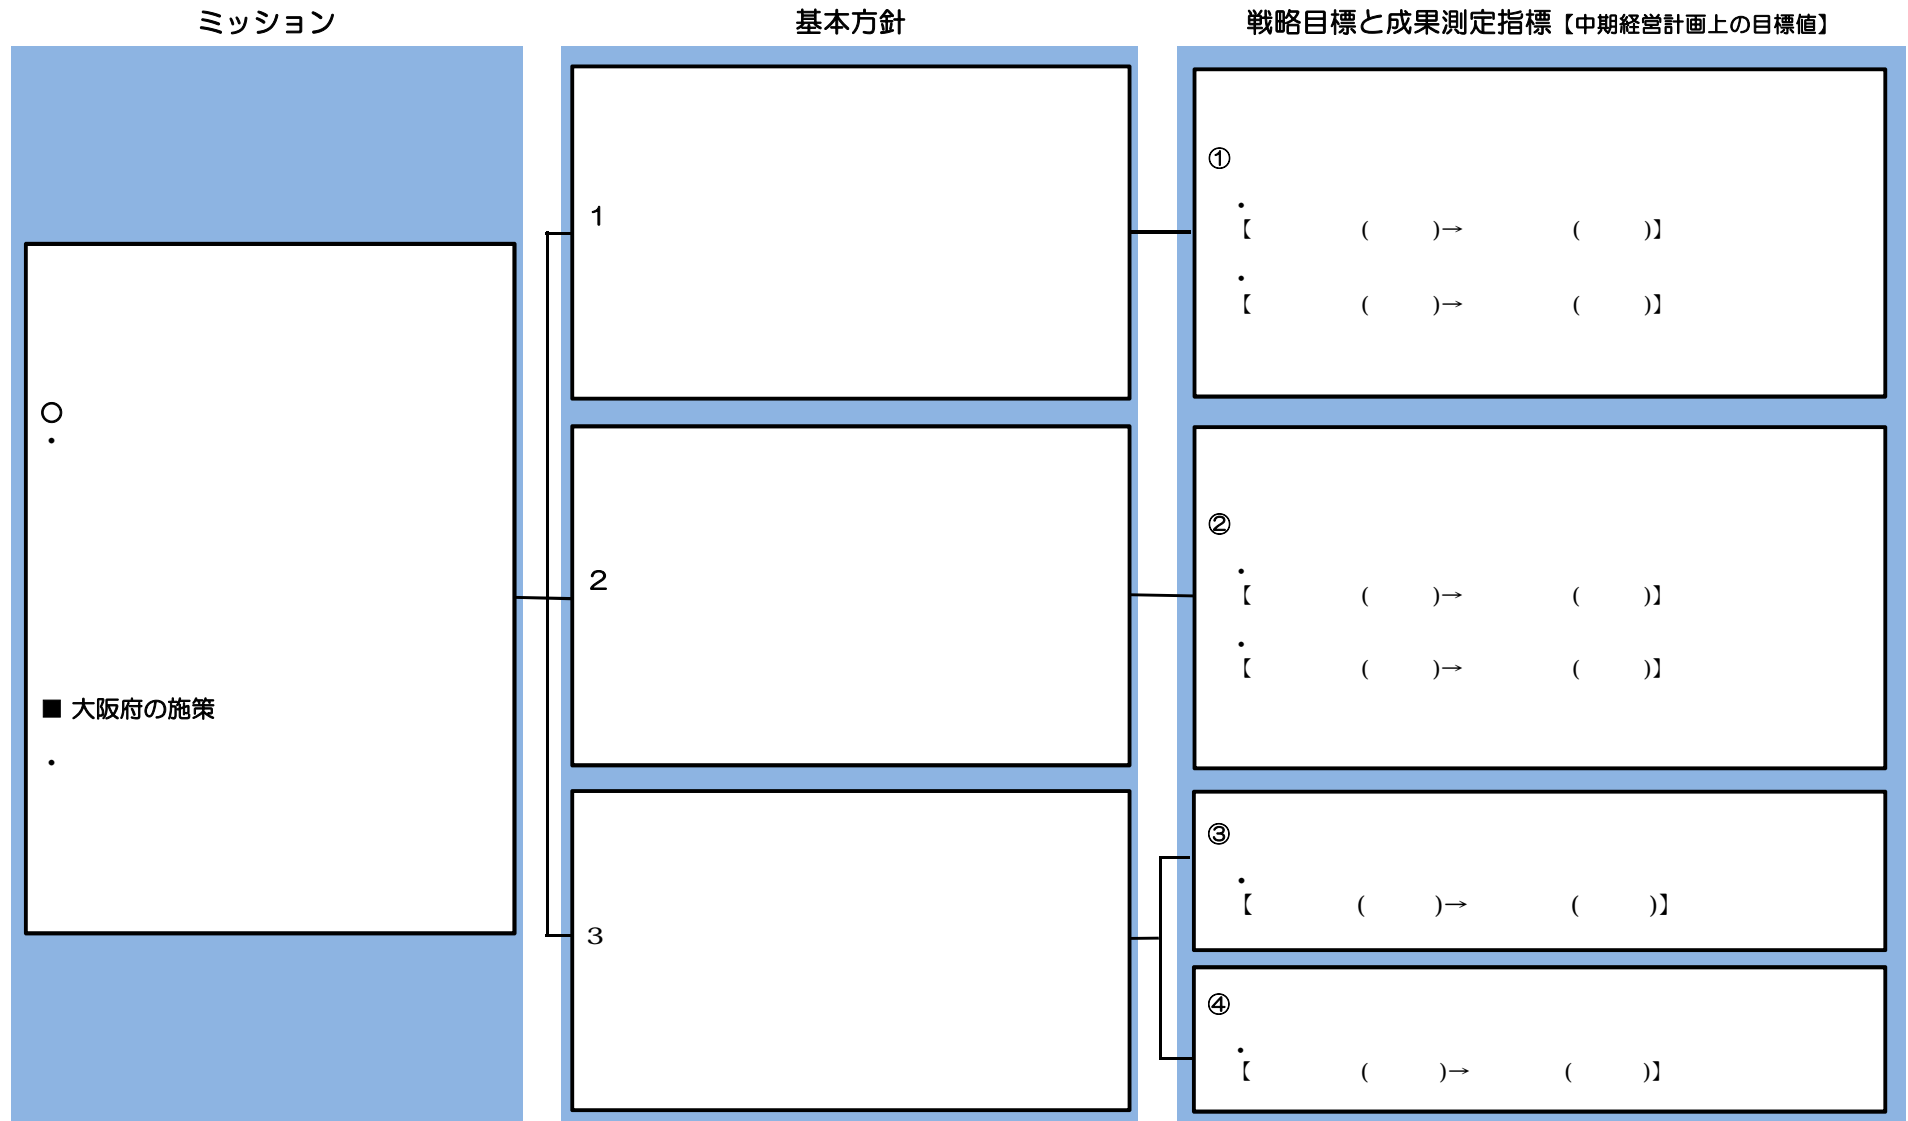 ミッション
基本方針
戦略目標と成果測定指標【中期経営計画上の目標値】
○
・
■ 大阪府の施策
・
1
2
3
①
・
【 ( )→ ( )】
・
【 ( )→ ( )】
②
・
【 ( )→ ( )】
・
【 ( )→ ( )】
③
・
【 ( )→ ( )】
④
・
【 ( )→ ( )】